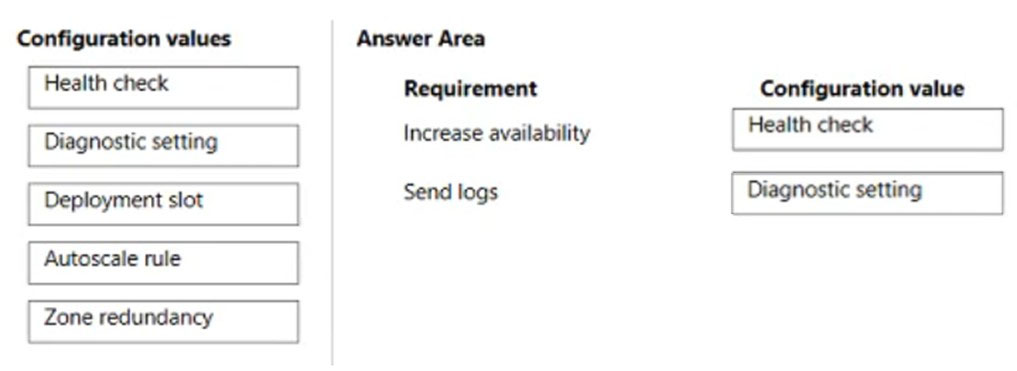 Configuration values
Health check
Diagnostic setting
Deployment slot
Autoscale rule
Zone redundancy
Answer Area
Requirement Configuration value
Increase availability Health check
Send logs Diagnostic setting